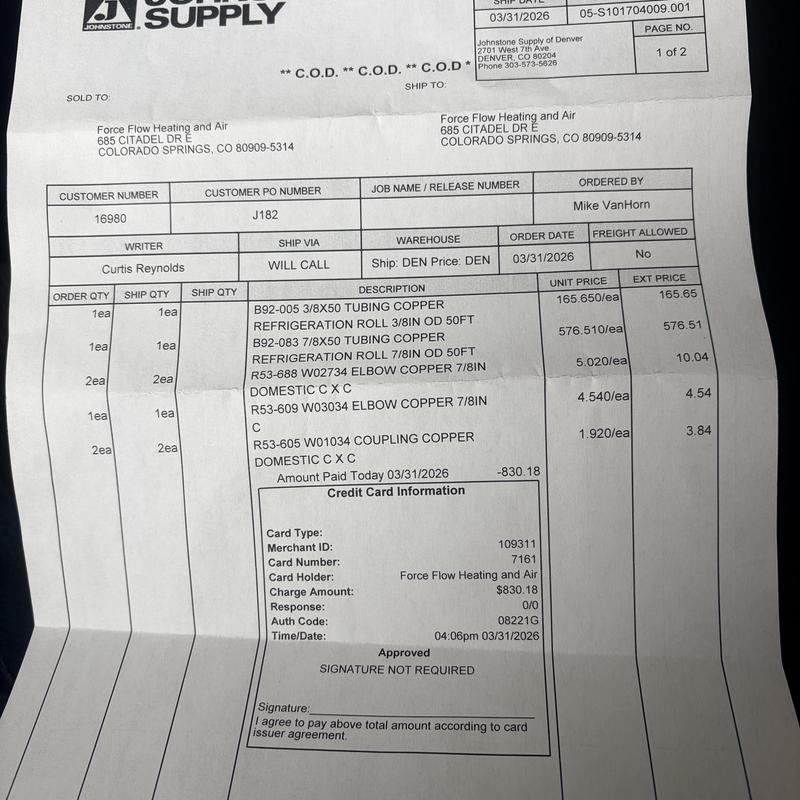 JOHNSTONE
SUPPLY
SHIP DATE
03/31/2026 05-S101704009.001
PAGE NO.
Johnstone Supply of Denver
2701 West 7th Ave.
DENVER, CO 80204
Phone 303-573-5626
1 of 2
** C.O.D. ** C.O.D. ** C.O.D *
SOLD TO:
SHIP TO:
Force Flow Heating and Air
685 CITADEL DR E
COLORADO SPRINGS, CO 80909-5314
Force Flow Heating and Air
685 CITADEL DR E
COLORADO SPRINGS, CO 80909-5314
CUSTOMER NUMBER CUSTOMER PO NUMBER JOB NAME / RELEASE NUMBER ORDERED BY
16980 J182 Mike VanHorn
WRITER SHIP VIA WAREHOUSE ORDER DATE FREIGHT ALLOWED
Curtis Reynolds WILL CALL Ship: DEN Price: DEN 03/31/2026 No
ORDER QTY SHIP QTY SHIP QTY DESCRIPTION UNIT PRICE EXT PRICE
1ea 1ea B92-005 3/8X50 TUBING COPPER 165.650/ea 165.65
REFRIGERATION ROLL 3/8IN OD 50FT
1ea 1ea B92-083 7/8X50 TUBING COPPER 576.510/ea 576.51
REFRIGERATION ROLL 7/8IN OD 50FT
2ea 2ea R53-688 W02734 ELBOW COPPER 7/8IN 5.020/ea 10.04
DOMESTIC C X C
1ea 1ea R53-609 W03034 ELBOW COPPER 7/8IN 4.540/ea 4.54
C
2ea 2ea R53-605 W01034 COUPLING COPPER 1.920/ea 3.84
DOMESTIC C X C
Amount Paid Today 03/31/2026 -830.18
Credit Card Information
Card Type:
Merchant ID: 109311
Card Number: 7161
Card Holder: Force Flow Heating and Air
Charge Amount: $830.18
Response: 0/0
Auth Code: 08221G
Time/Date: 04:06pm 03/31/2026
Approved
SIGNATURE NOT REQUIRED
Signature:
I agree to pay above total amount according to card
issuer agreement.